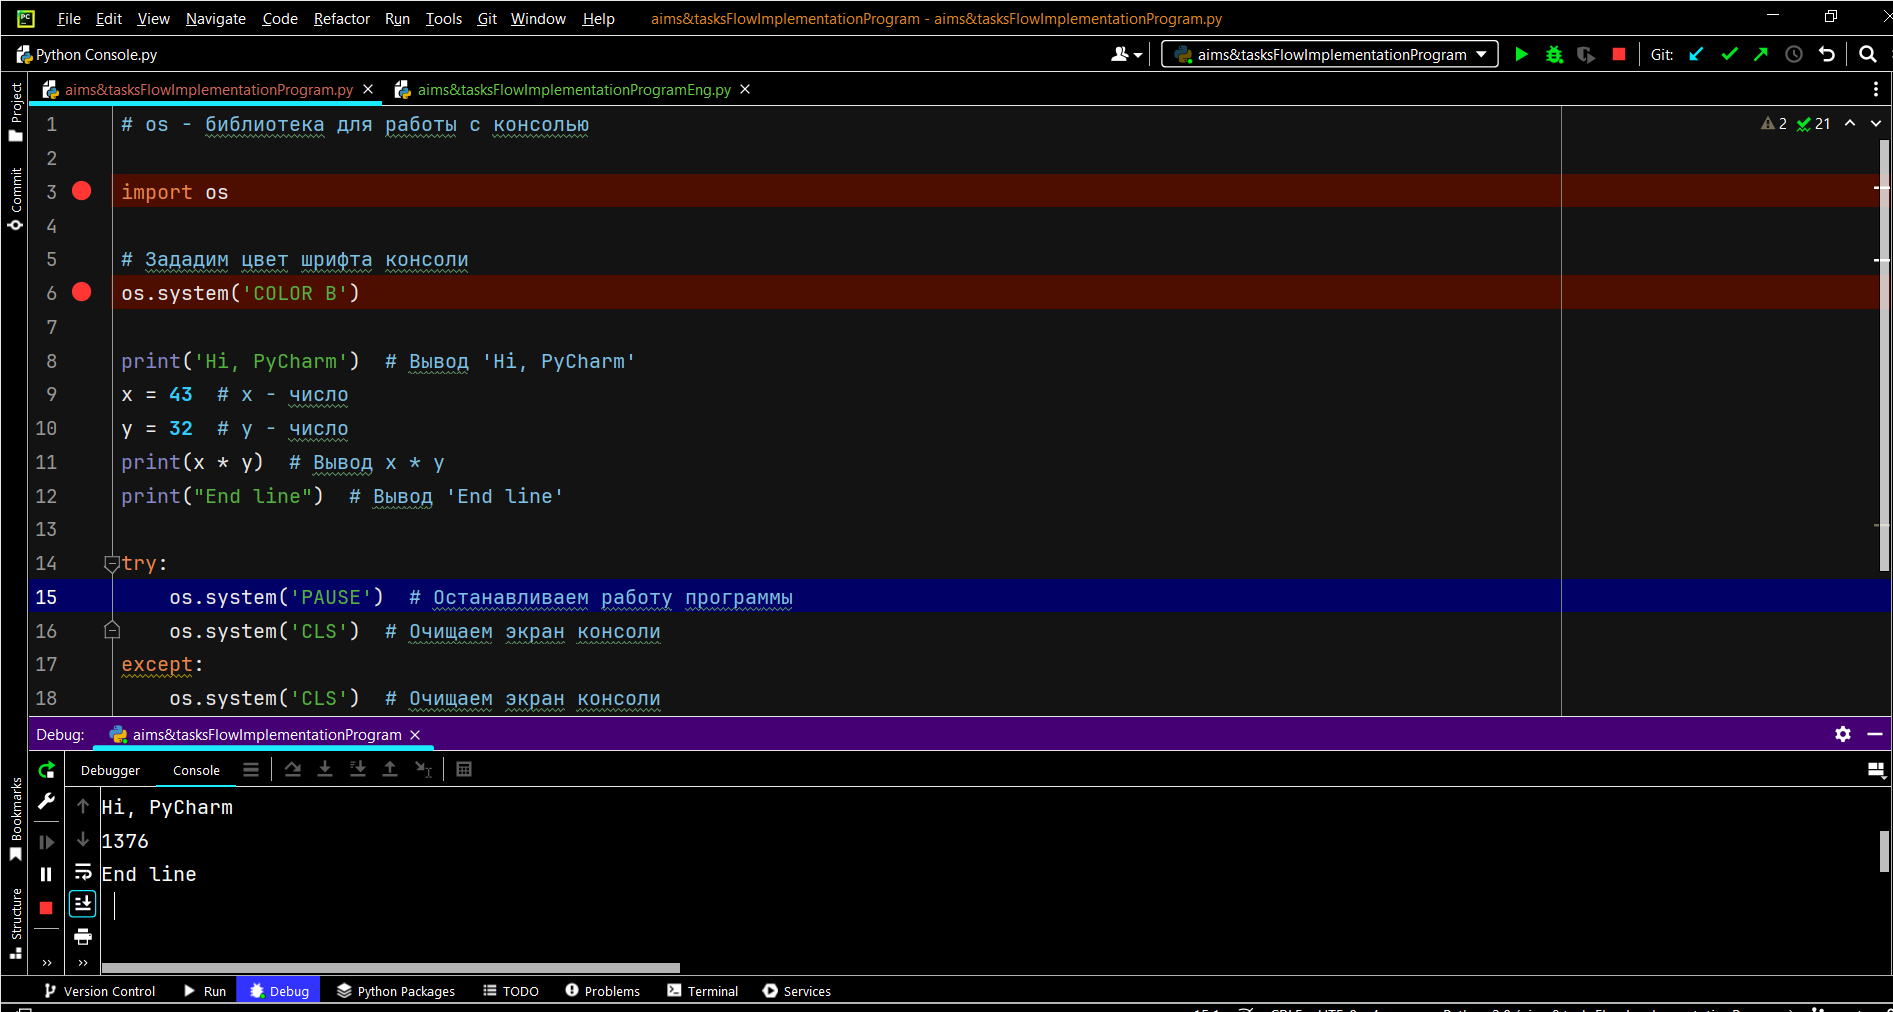 File Edit View Navigate Code Refactor Run Tools Git Window Help aims&tasksFlowImplementationProgram - aims&tasksFlowImplementationProgram.py
Python Console.py aims&tasksFlowImplementationProgram Git:
aims&tasksFlowImplementationProgram.py aims&tasksFlowImplementationProgramEng.py
Project
Commit
Bookmarks
Structure
2 21
1 # os - библиотека для работы с консолью
2
3 import os
4
5 # Зададим цвет шрифта консоли
6 os.system('COLOR B')
7
8 print('Hi, PyCharm') # Вывод 'Hi, PyCharm'
9 x = 43 # x - число
10 y = 32 # y - число
11 print(x * y) # Вывод x * y
12 print("End line") # Вывод 'End line'
13
14 try:
15 os.system('PAUSE') # Останавливаем работу программы
16 os.system('CLS') # Очищаем экран консоли
17 except:
18 os.system('CLS') # Очищаем экран консоли
Debug: aims&tasksFlowImplementationProgram
Debugger Console
Hi, PyCharm
1376
End line
Version Control Run Debug Python Packages TODO Problems Terminal Services